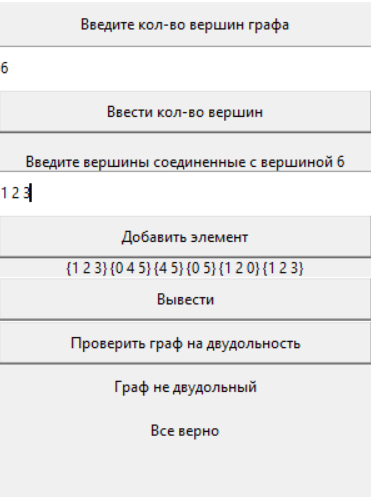 Введите кол-во вершин графа
6
Ввести кол-во вершин
Введите вершины соединенные с вершиной 6
1 2 3
Добавить элемент
{1 2 3} {0 4 5} {4 5} {0 5} {1 2 0} {1 2 3}
Вывести
Проверить граф на двудольность
Граф не двудольный
Все верно